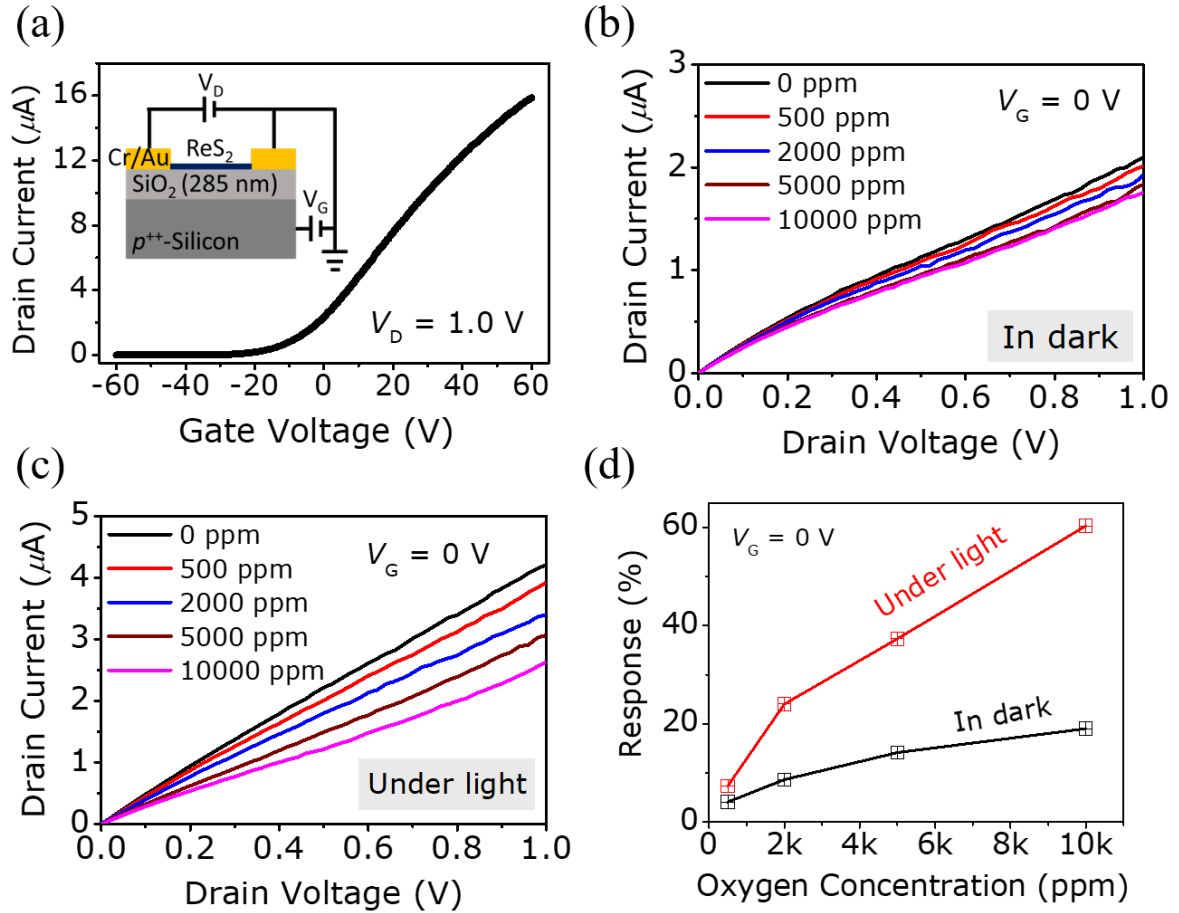 (a)
Drain Current (μA)
16
12
8
4
0
-60 -40 -20 0 20 40 60
Gate Voltage (V)
V_D
Cr/Au
ReS₂
SiO₂ (285 nm)
V_G
p⁺⁺-Silicon
V_D = 1.0 V
(b)
Drain Current (μA)
3
2
1
0
0.0 0.2 0.4 0.6 0.8 1.0
Drain Voltage (V)
0 ppm
500 ppm
2000 ppm
5000 ppm
10000 ppm
V_G = 0 V
In dark
(c)
Drain Current (μA)
5
4
3
2
1
0
0.0 0.2 0.4 0.6 0.8 1.0
Drain Voltage (V)
0 ppm
500 ppm
2000 ppm
5000 ppm
10000 ppm
V_G = 0 V
Under light
(d)
Response (%)
60
40
20
0
0 2k 4k 6k 8k 10k
Oxygen Concentration (ppm)
V_G = 0 V
Under light
In dark